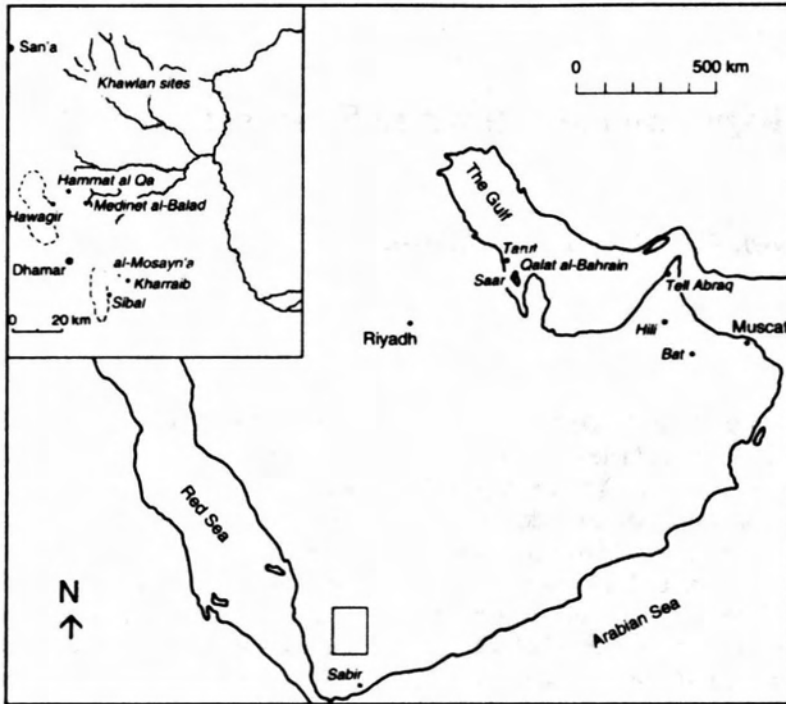 San'a
Khawlan sites
Hammat al Qa
Hawagir
Medinet al-Balad
Dhamar
al-Mosayn'a
Kharraib
Sibal
0 20 km
0 500 km
The Gulf
Tarut
Qalat al-Bahrain
Saar
Tell Abraq
Riyadh
Hili
Muscat
Bat
Red Sea
N
Arabian Sea
Sabir